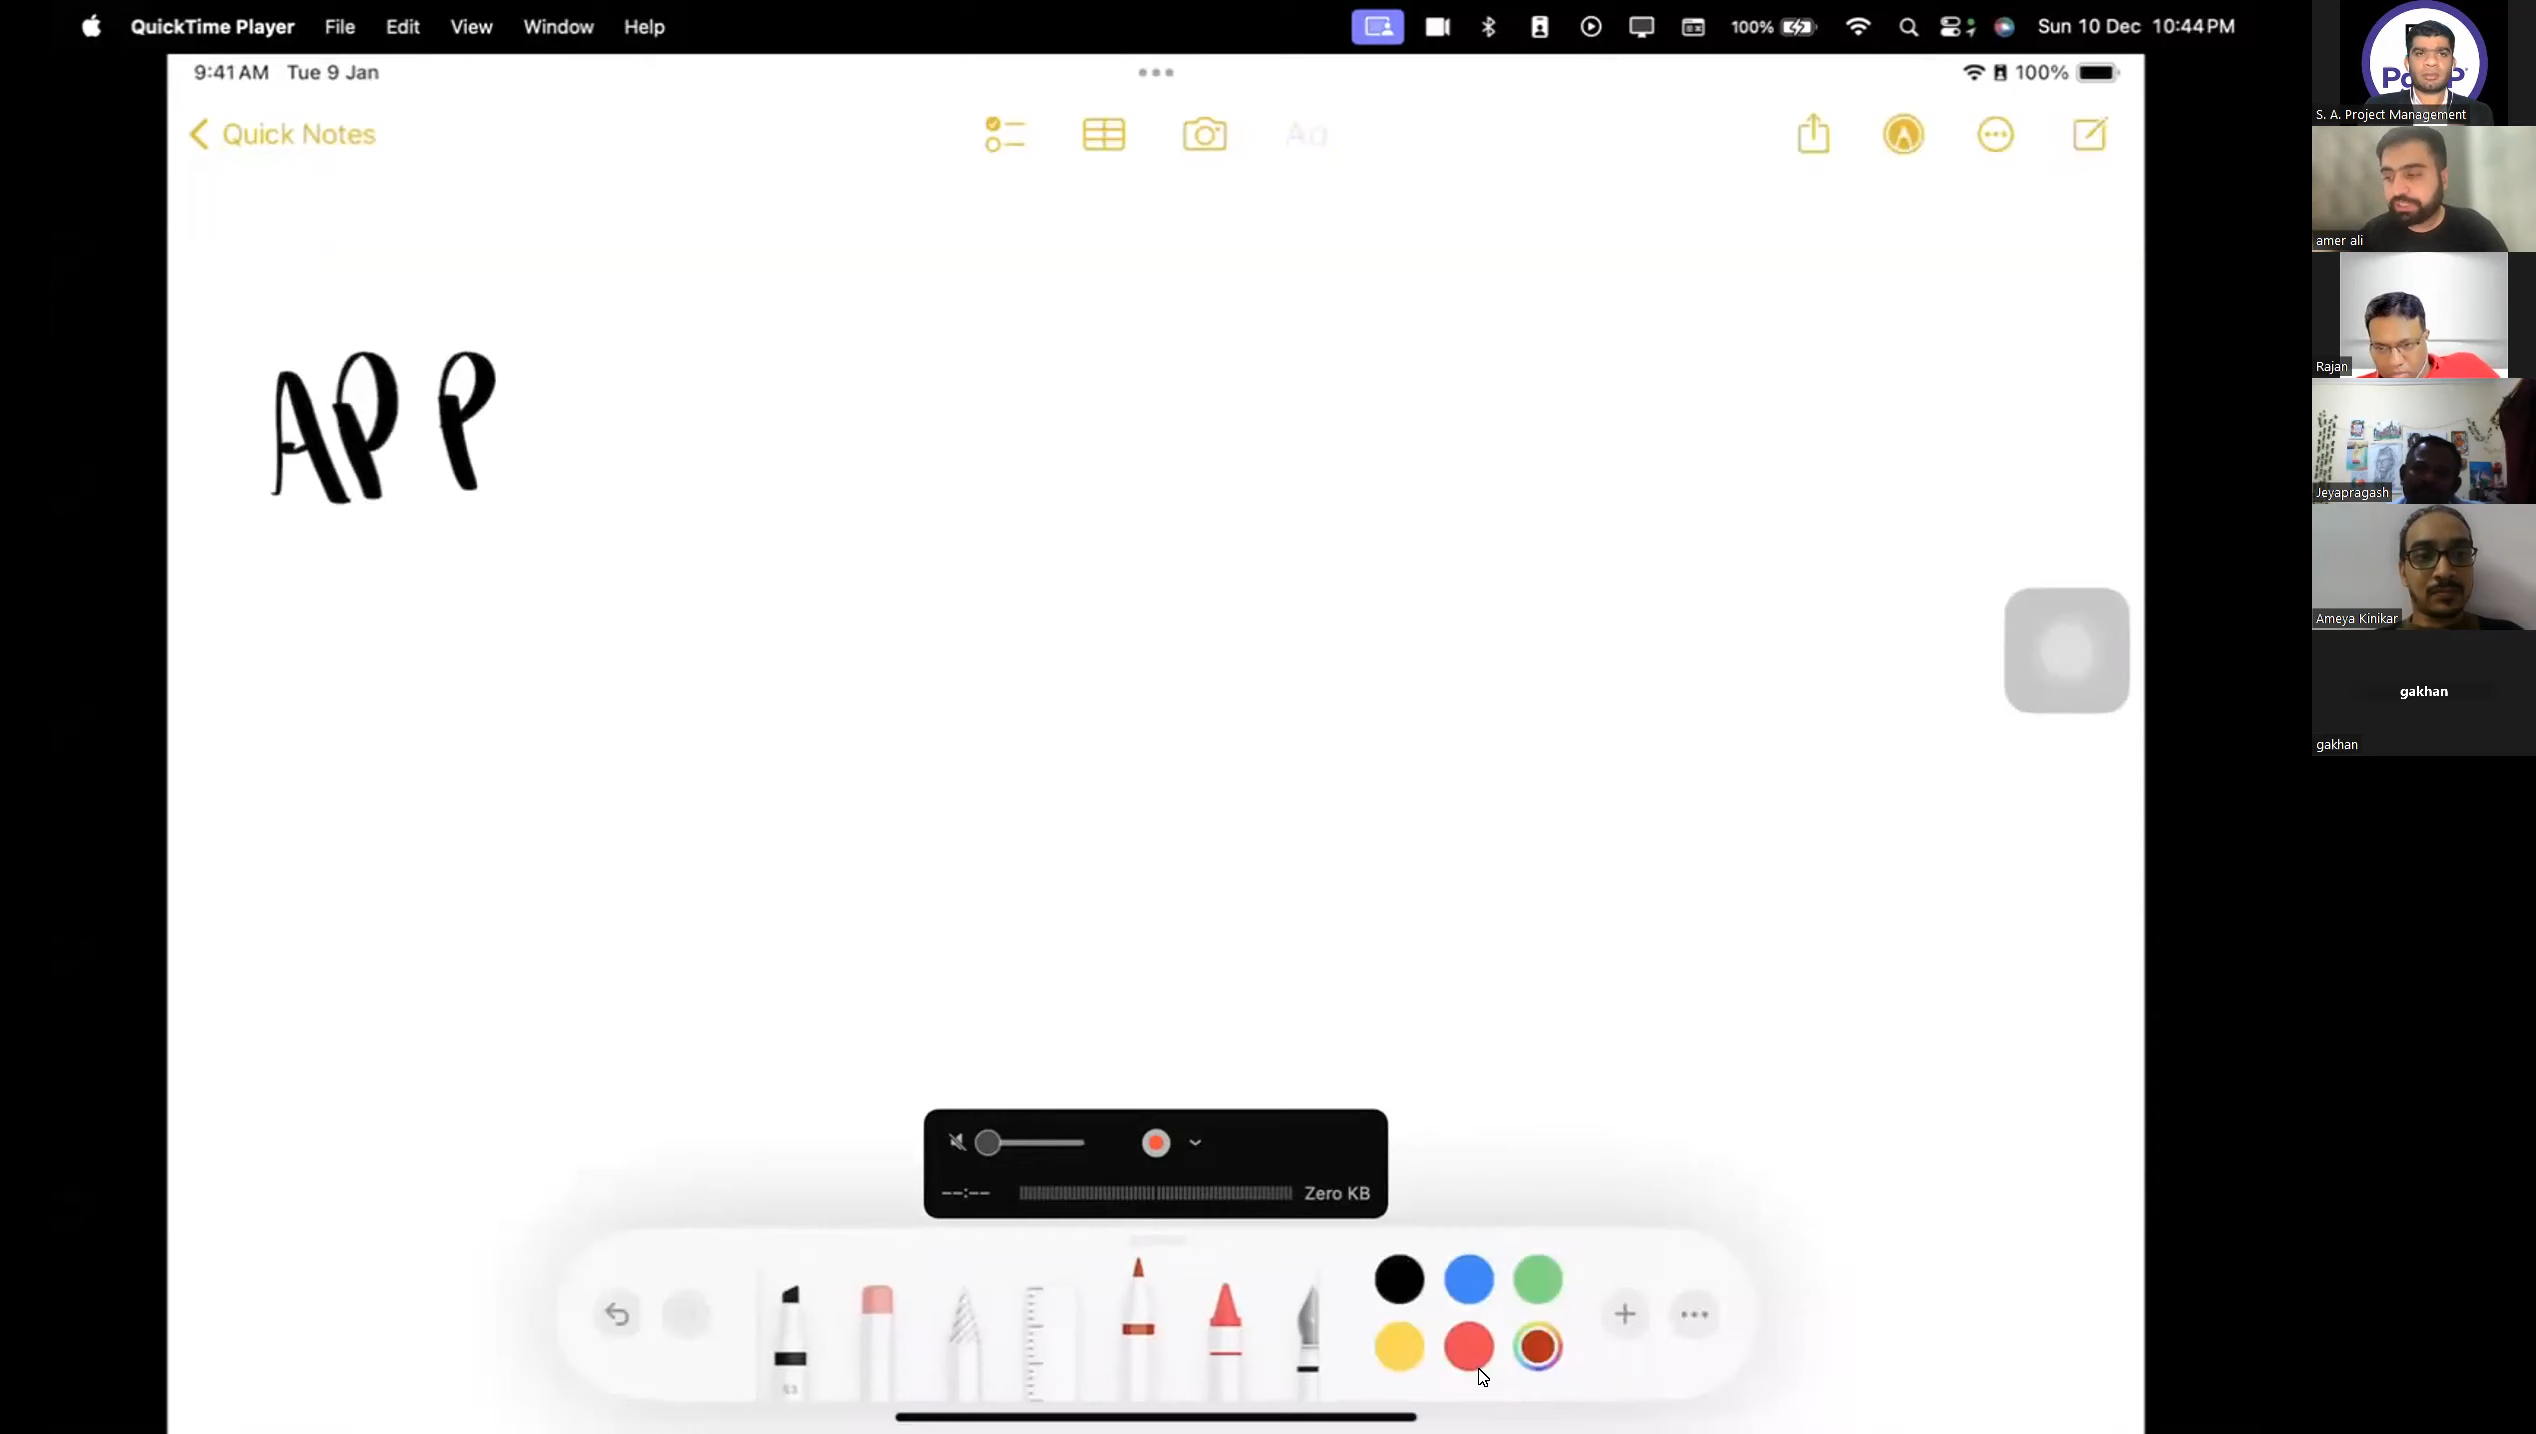 QuickTime Player File Edit View Window Help 100% Sun 10 Dec 10:44 PM
9:41 AM Tue 9 Jan 100%
Quick Notes Aa
APP
Zero KB
--:--
S. A. Project Management
amer ali
Rajan
Jeyapragash
Ameya Kinikar
gakhan
gakhan